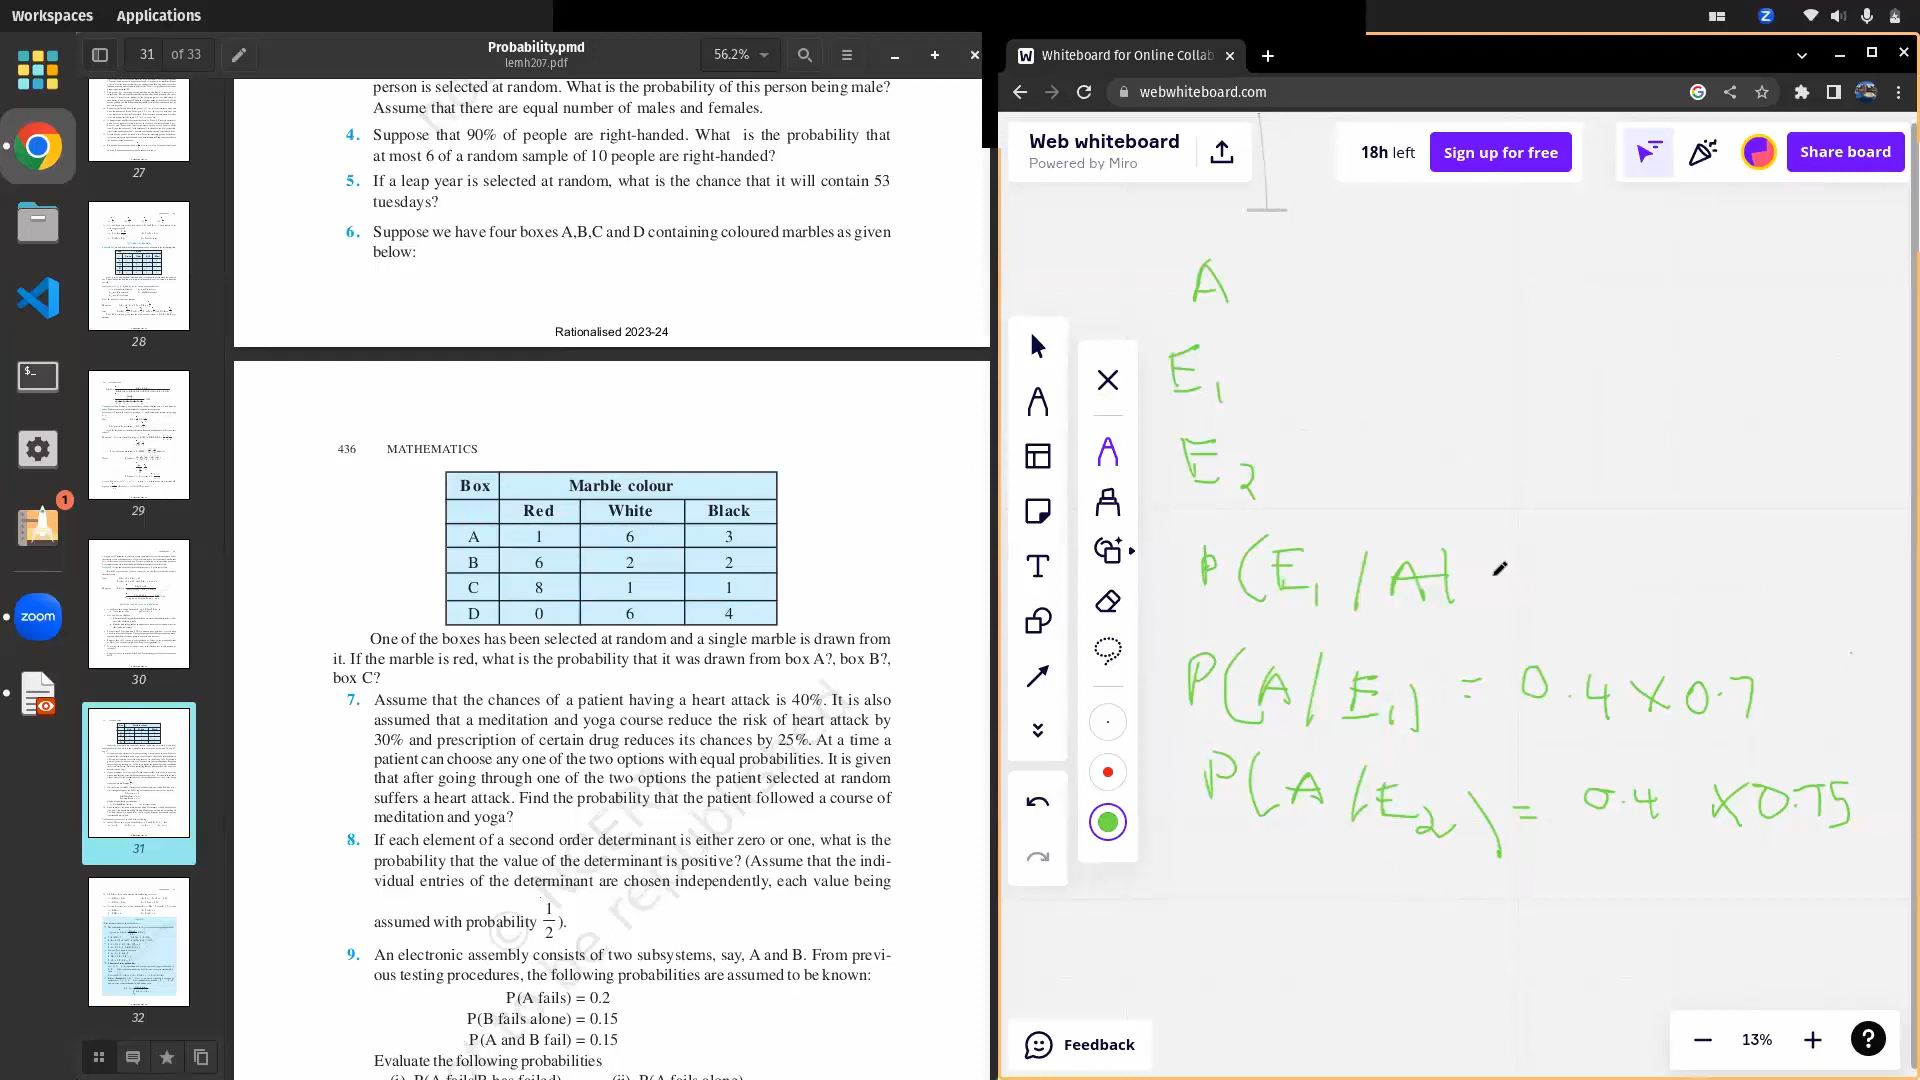 Workspaces Applications
31 of 33
Probability.pmd
lemh207.pdf
56.2%
27
28
29
30
31
32
1
zoom
person is selected at random. What is the probability of this person being male?
Assume that there are equal number of males and females.
4. Suppose that 90% of people are right-handed. What is the probability that
at most 6 of a random sample of 10 people are right-handed?
5. If a leap year is selected at random, what is the chance that it will contain 53
tuesdays?
6. Suppose we have four boxes A,B,C and D containing coloured marbles as given
below:
Rationalised 2023-24
436 MATHEMATICS
Box Marble colour
Red White Black
A 1 6 3
B 6 2 2
C 8 1 1
D 0 6 4
One of the boxes has been selected at random and a single marble is drawn from
it. If the marble is red, what is the probability that it was drawn from box A?, box B?,
box C?
7. Assume that the chances of a patient having a heart attack is 40%. It is also
assumed that a meditation and yoga course reduce the risk of heart attack by
30% and prescription of certain drug reduces its chances by 25%. At a time a
patient can choose any one of the two options with equal probabilities. It is given
that after going through one of the two options the patient selected at random
suffers a heart attack. Find the probability that the patient followed a course of
meditation and yoga?
8. If each element of a second order determinant is either zero or one, what is the
probability that the value of the determinant is positive? (Assume that the indi-
vidual entries of the determinant are chosen independently, each value being
assumed with probability 1/2 ).
9. An electronic assembly consists of two subsystems, say, A and B. From previ-
ous testing procedures, the following probabilities are assumed to be known:
P(A fails) = 0.2
P(B fails alone) = 0.15
P(A and B fail) = 0.15
Evaluate the following probabilities
(i) P(A fails|B has failed) (ii) P(A fails alone)
Whiteboard for Online Collab
webwhiteboard.com
Web whiteboard
Powered by Miro
18h left
Sign up for free
Share board
A
E1
E2
P(E1/A)
P(A/E1) = 0.4 X 0.7
P(A/E2) = 0.4 X 0.75
Feedback
13%